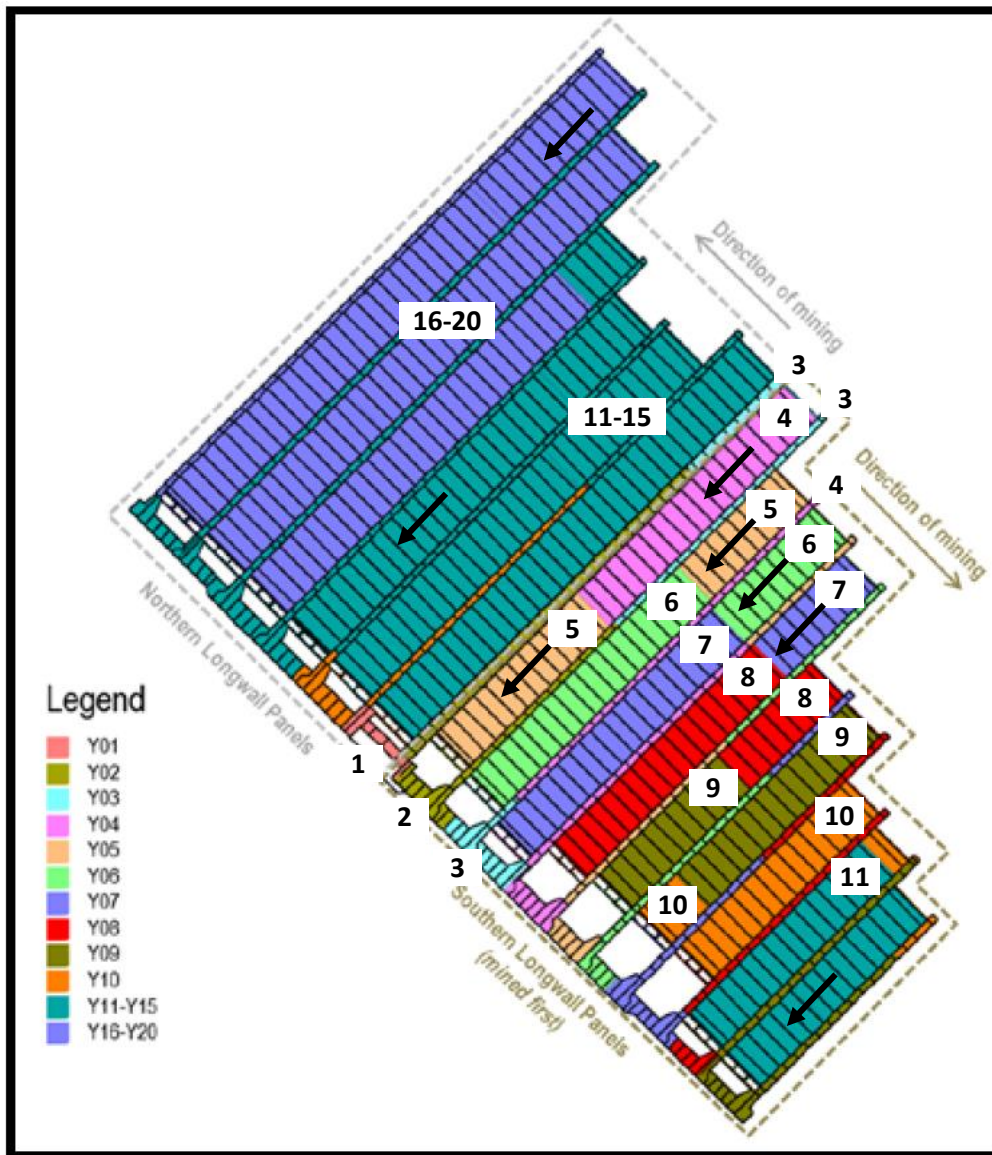 Direction of mining
3
3
4
16-20
11-15
Direction of mining
4
5
6
6
7
5
7
8
8
9
9
10
10
11
Northern Longwall Panels
1
2
3
Southern Longwall Panels
(mined first)
Legend
Y01
Y02
Y03
Y04
Y05
Y06
Y07
Y08
Y09
Y10
Y11-Y15
Y16-Y20